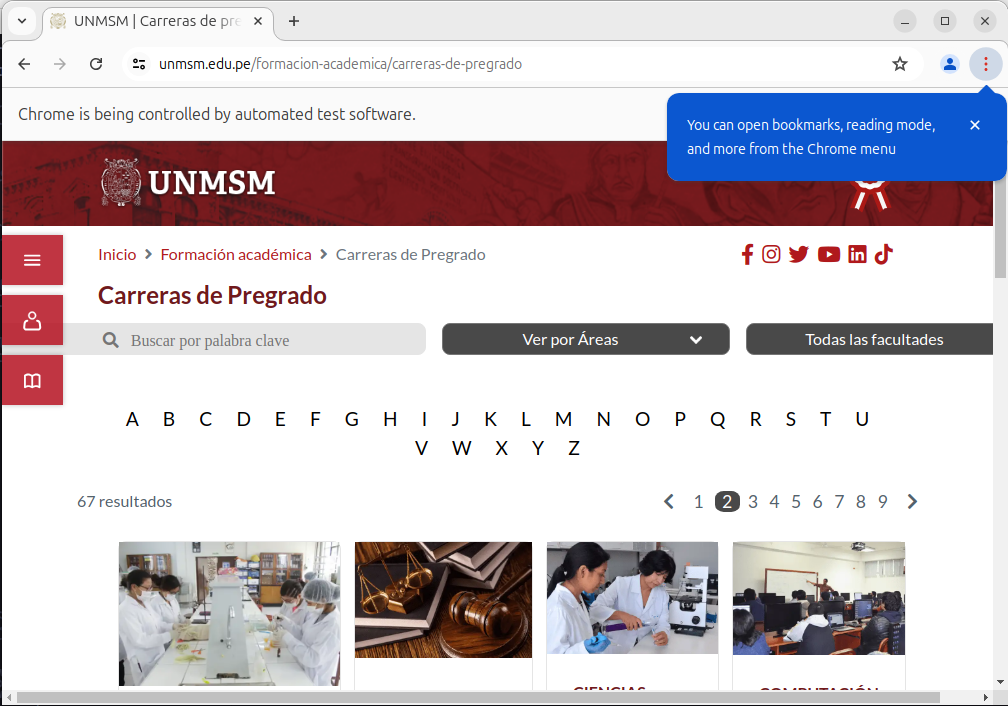 UNMSM | Carreras de pre
unmsm.edu.pe/formacion-academica/carreras-de-pregrado
Chrome is being controlled by automated test software.
You can open bookmarks, reading mode,
and more from the Chrome menu
UNMSM
Inicio > Formación académica > Carreras de Pregrado
Carreras de Pregrado
Buscar por palabra clave
Ver por Áreas
Todas las facultades
A B C D E F G H I J K L M N O P Q R S T U
V W X Y Z
67 resultados
1 2 3 4 5 6 7 8 9
CIENCIAS
COMPUTACIÓN